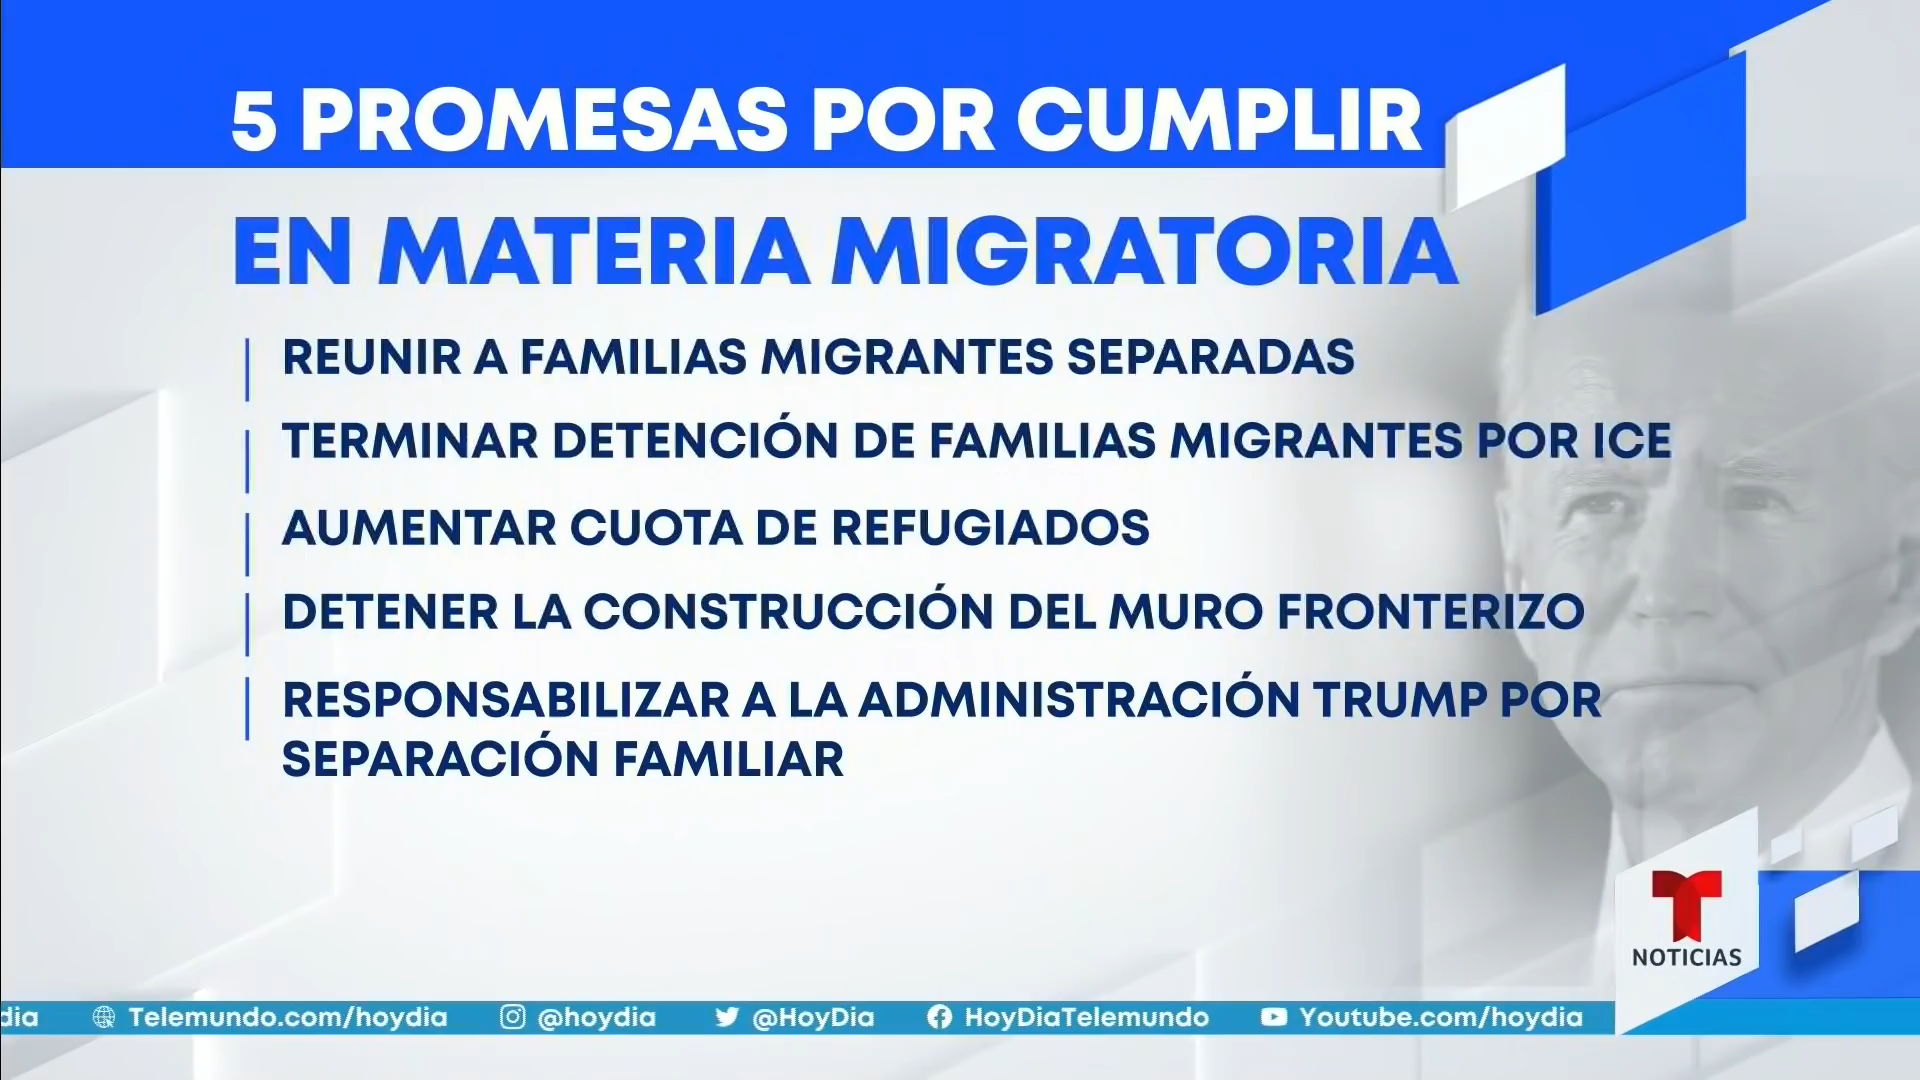 5 PROMESAS POR CUMPLIR
EN MATERIA MIGRATORIA
REUNIR A FAMILIAS MIGRANTES SEPARADAS
TERMINAR DETENCIÓN DE FAMILIAS MIGRANTES POR ICE
AUMENTAR CUOTA DE REFUGIADOS
DETENER LA CONSTRUCCIÓN DEL MURO FRONTERIZO
RESPONSABILIZAR A LA ADMINISTRACIÓN TRUMP POR
SEPARACIÓN FAMILIAR
NOTICIAS
dia Telemundo.com/hoydia @hoydia @HoyDia HoyDiaTelemundo Youtube.com/hoydia